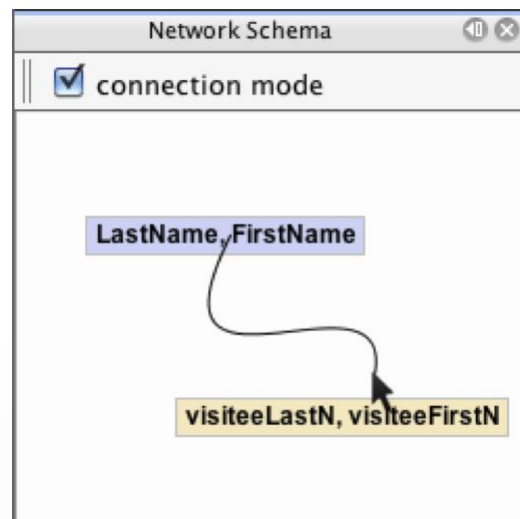 Network Schema
connection mode
LastName, FirstName
visiteeLastN, visiteeFirstN